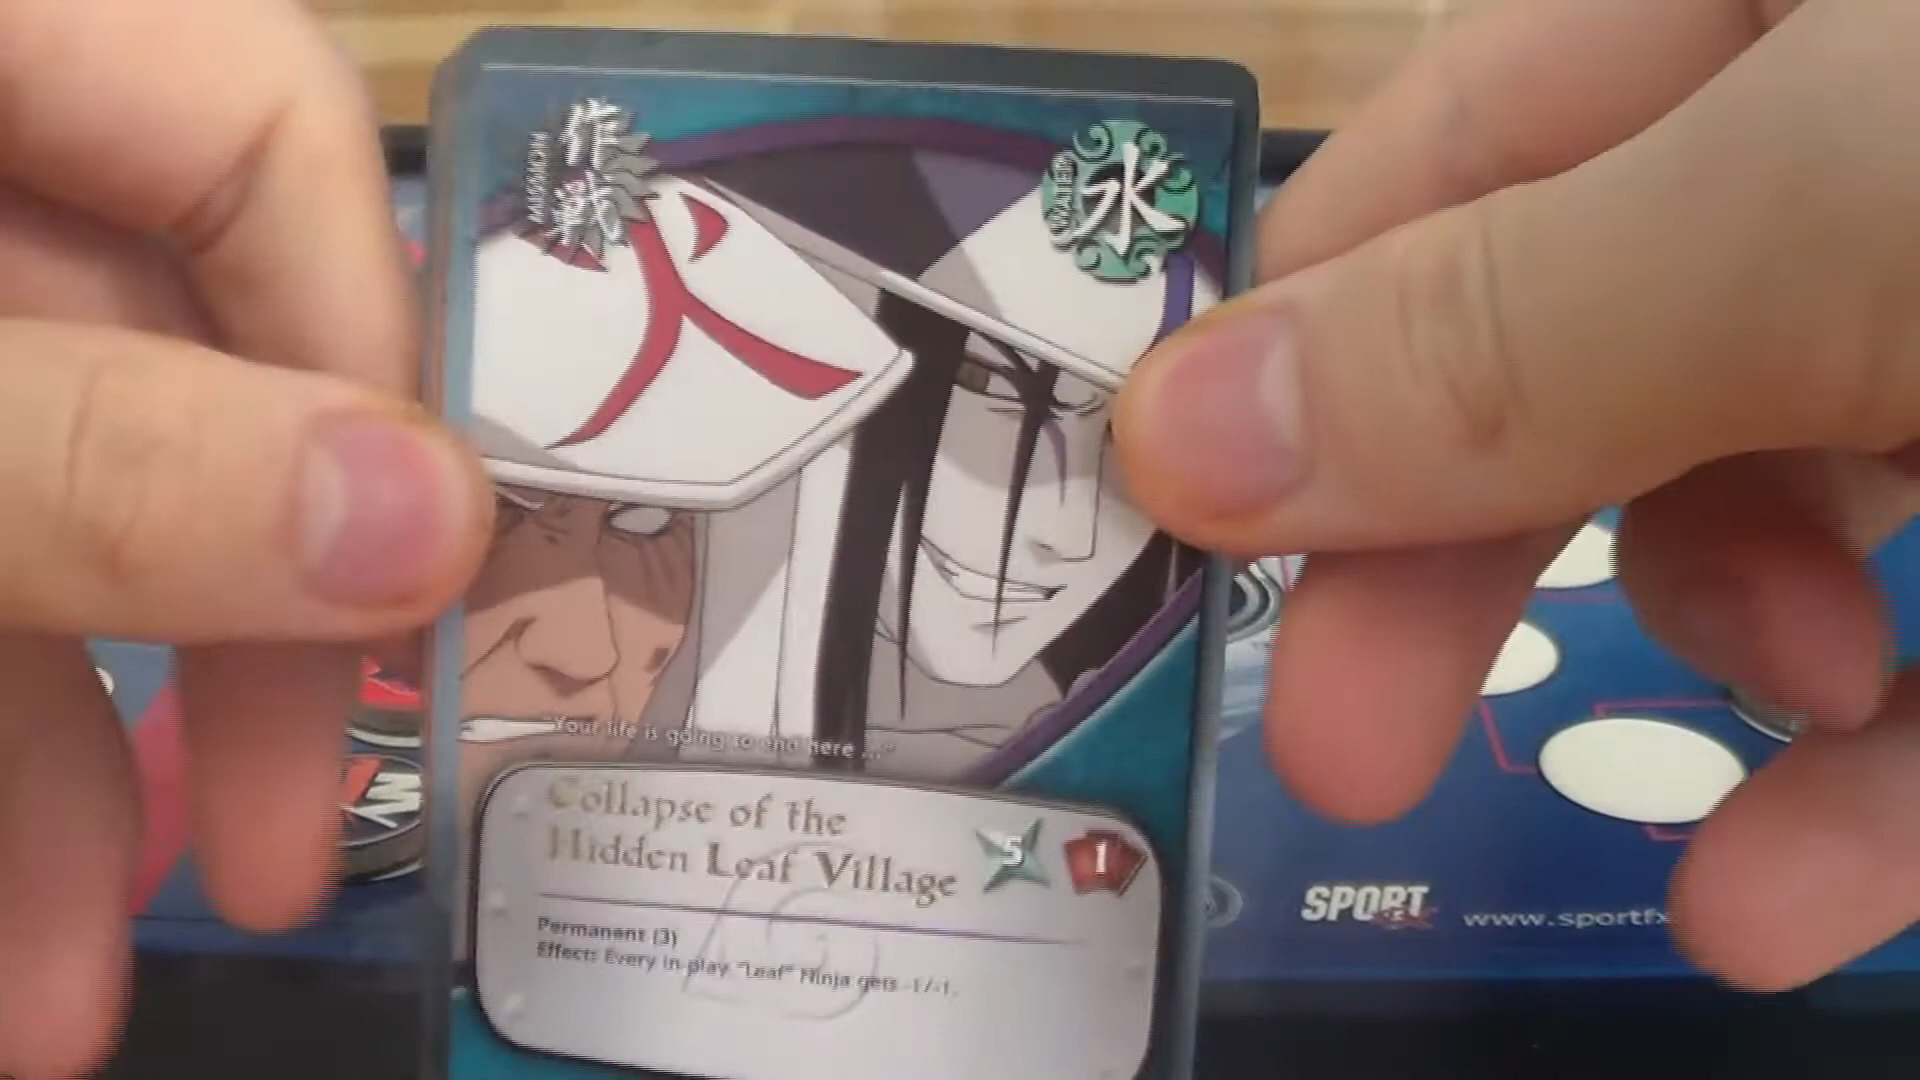 MISSION
作戦
WATER
水
"Your life is going to end here ..."
Collapse of the
Hidden Leaf Village
5
1
Permanent (3)
Effects Every in-play "Leaf" Ninja gets -1/-1.
SPORT
www.sportfx